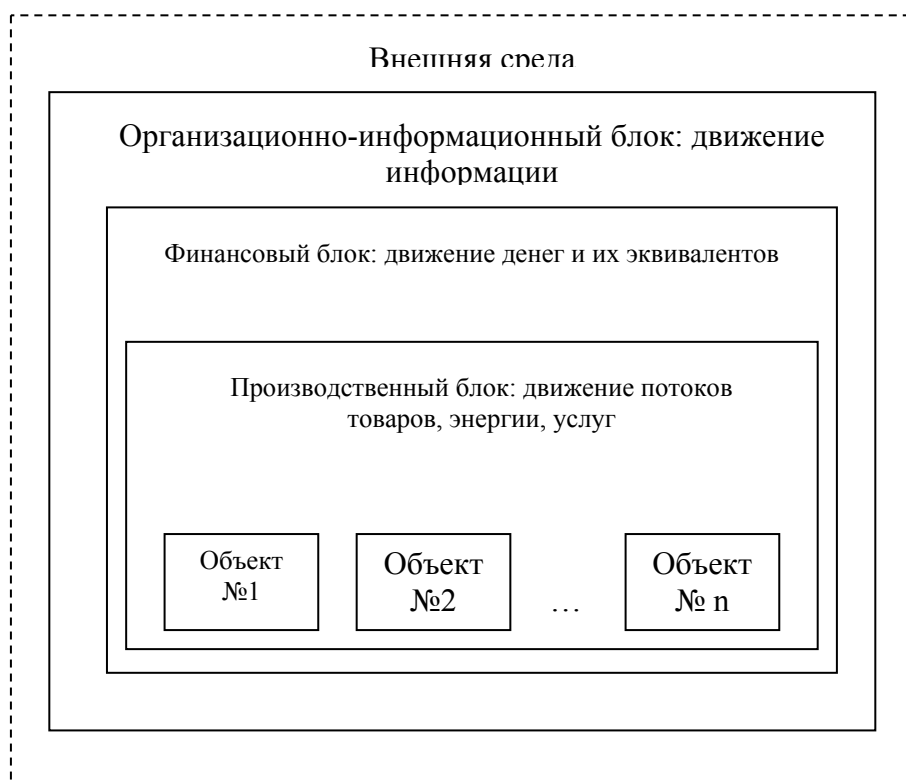 Внешняя среда
Организационно-информационный блок: движение
информации
Финансовый блок: движение денег и их эквивалентов
Производственный блок: движение потоков
товаров, энергии, услуг
Объект
№1
Объект
№2
…
Объект
№ n